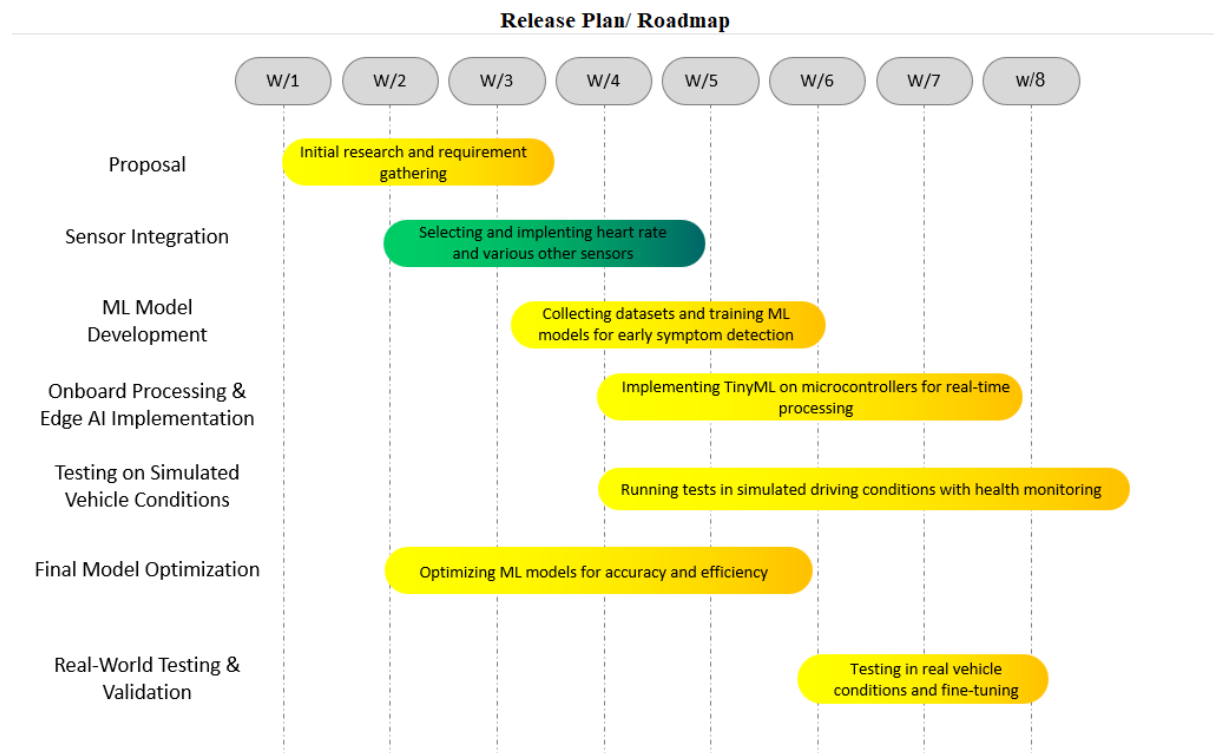 Release Plan/ Roadmap
W/1 W/2 W/3 W/4 W/5 W/6 W/7 w/8
Proposal
Initial research and requirement
gathering
Sensor Integration
Selecting and implenting heart rate
and various other sensors
ML Model
Development
Collecting datasets and training ML
models for early symptom detection
Onboard Processing &
Edge AI Implementation
Implementing TinyML on microcontrollers for real-time
processing
Testing on Simulated
Vehicle Conditions
Running tests in simulated driving conditions with health monitoring
Final Model Optimization
Optimizing ML models for accuracy and efficiency
Real-World Testing &
Validation
Testing in real vehicle
conditions and fine-tuning